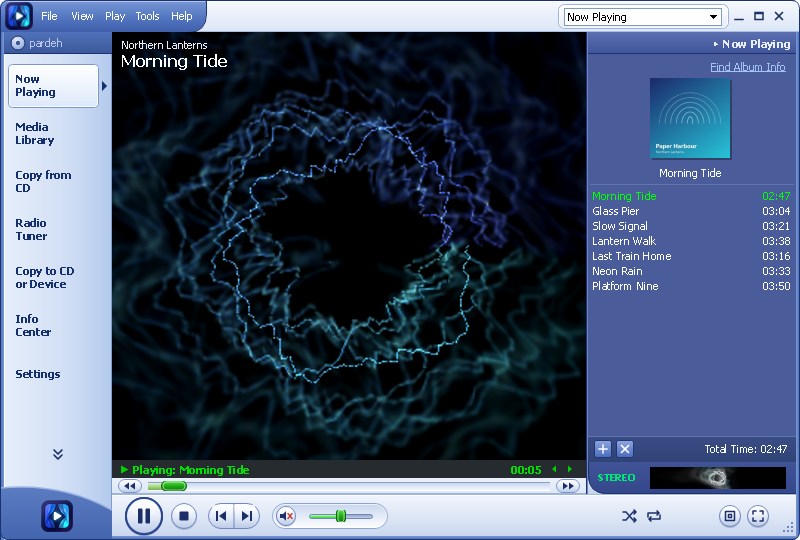 File View Play Tools Help
Now Playing
pardeh
Now Playing
Now
Playing
Media
Library
Copy from
CD
Radio
Tuner
Copy to CD
or Device
Info
Center
Settings
Northern Lanterns
Morning Tide
Find Album Info
Paper Harbour
Northern Lanterns
Morning Tide
Morning Tide 02:47
Glass Pier 03:04
Slow Signal 03:21
Lantern Walk 03:38
Last Train Home 03:16
Neon Rain 03:33
Platform Nine 03:50
Total Time: 02:47
Playing: Morning Tide 00:05
STEREO